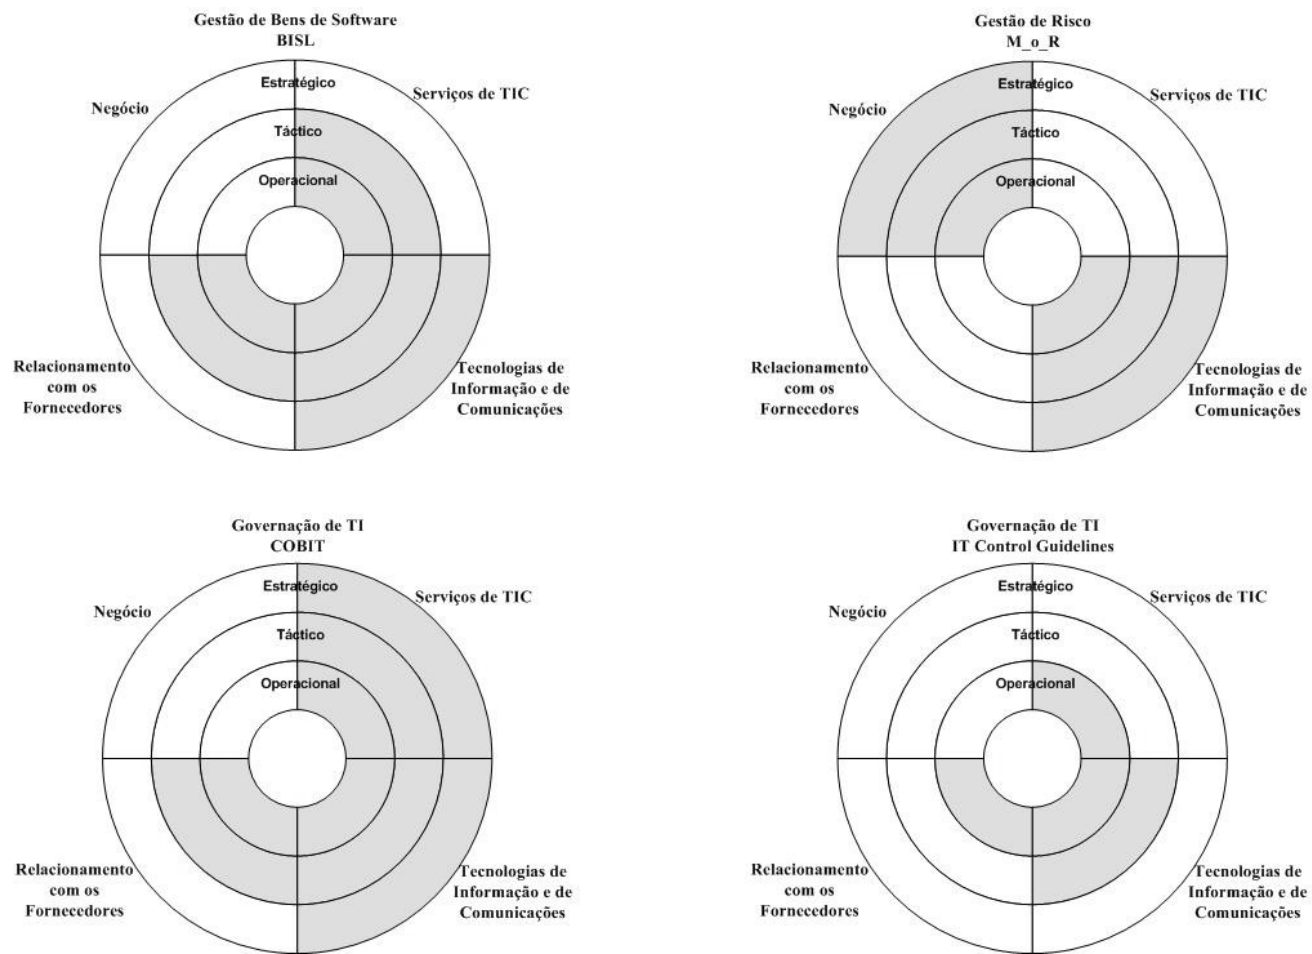 Gestão de Bens de Software
BISL
Estratégico
Serviços de TIC
Negócio
Táctico
Operacional
Relacionamento
com os
Fornecedores
Tecnologias de
Informação e de
Comunicações
Gestão de Risco
M_o_R
Estratégico
Serviços de TIC
Negócio
Táctico
Operacional
Relacionamento
com os
Fornecedores
Tecnologias de
Informação e de
Comunicações
Governação de TI
COBIT
Estratégico
Serviços de TIC
Negócio
Táctico
Operacional
Relacionamento
com os
Fornecedores
Tecnologias de
Informação e de
Comunicações
Governação de TI
IT Control Guidelines
Estratégico
Serviços de TIC
Negócio
Táctico
Operacional
Relacionamento
com os
Fornecedores
Tecnologias de
Informação e de
Comunicações